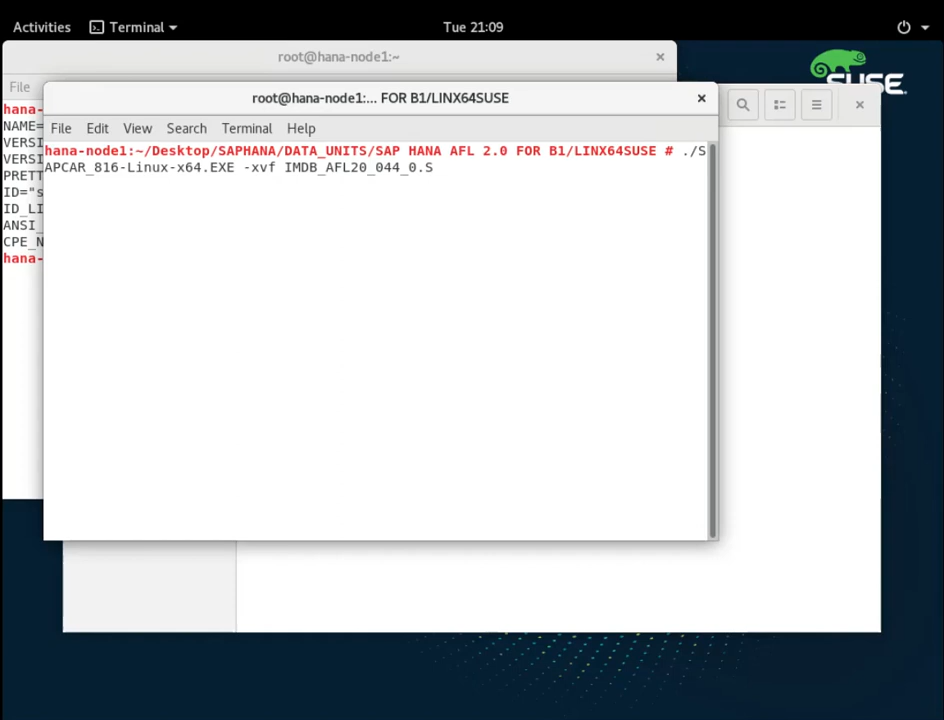 Activities Terminal Tue 21:09
root@hana-node1:~
SUSE
File
root@hana-node1:... FOR B1/LINX64SUSE
File Edit View Search Terminal Help
hana-
NAME=
VERSI
VERSI
PRETT
ID="s
ID_LI
ANSI_
CPE_N
hana-
hana-node1:~/Desktop/SAPHANA/DATA_UNITS/SAP HANA AFL 2.0 FOR B1/LINX64SUSE # ./S
APCAR_816-Linux-x64.EXE -xvf IMDB_AFL20_044_0.S